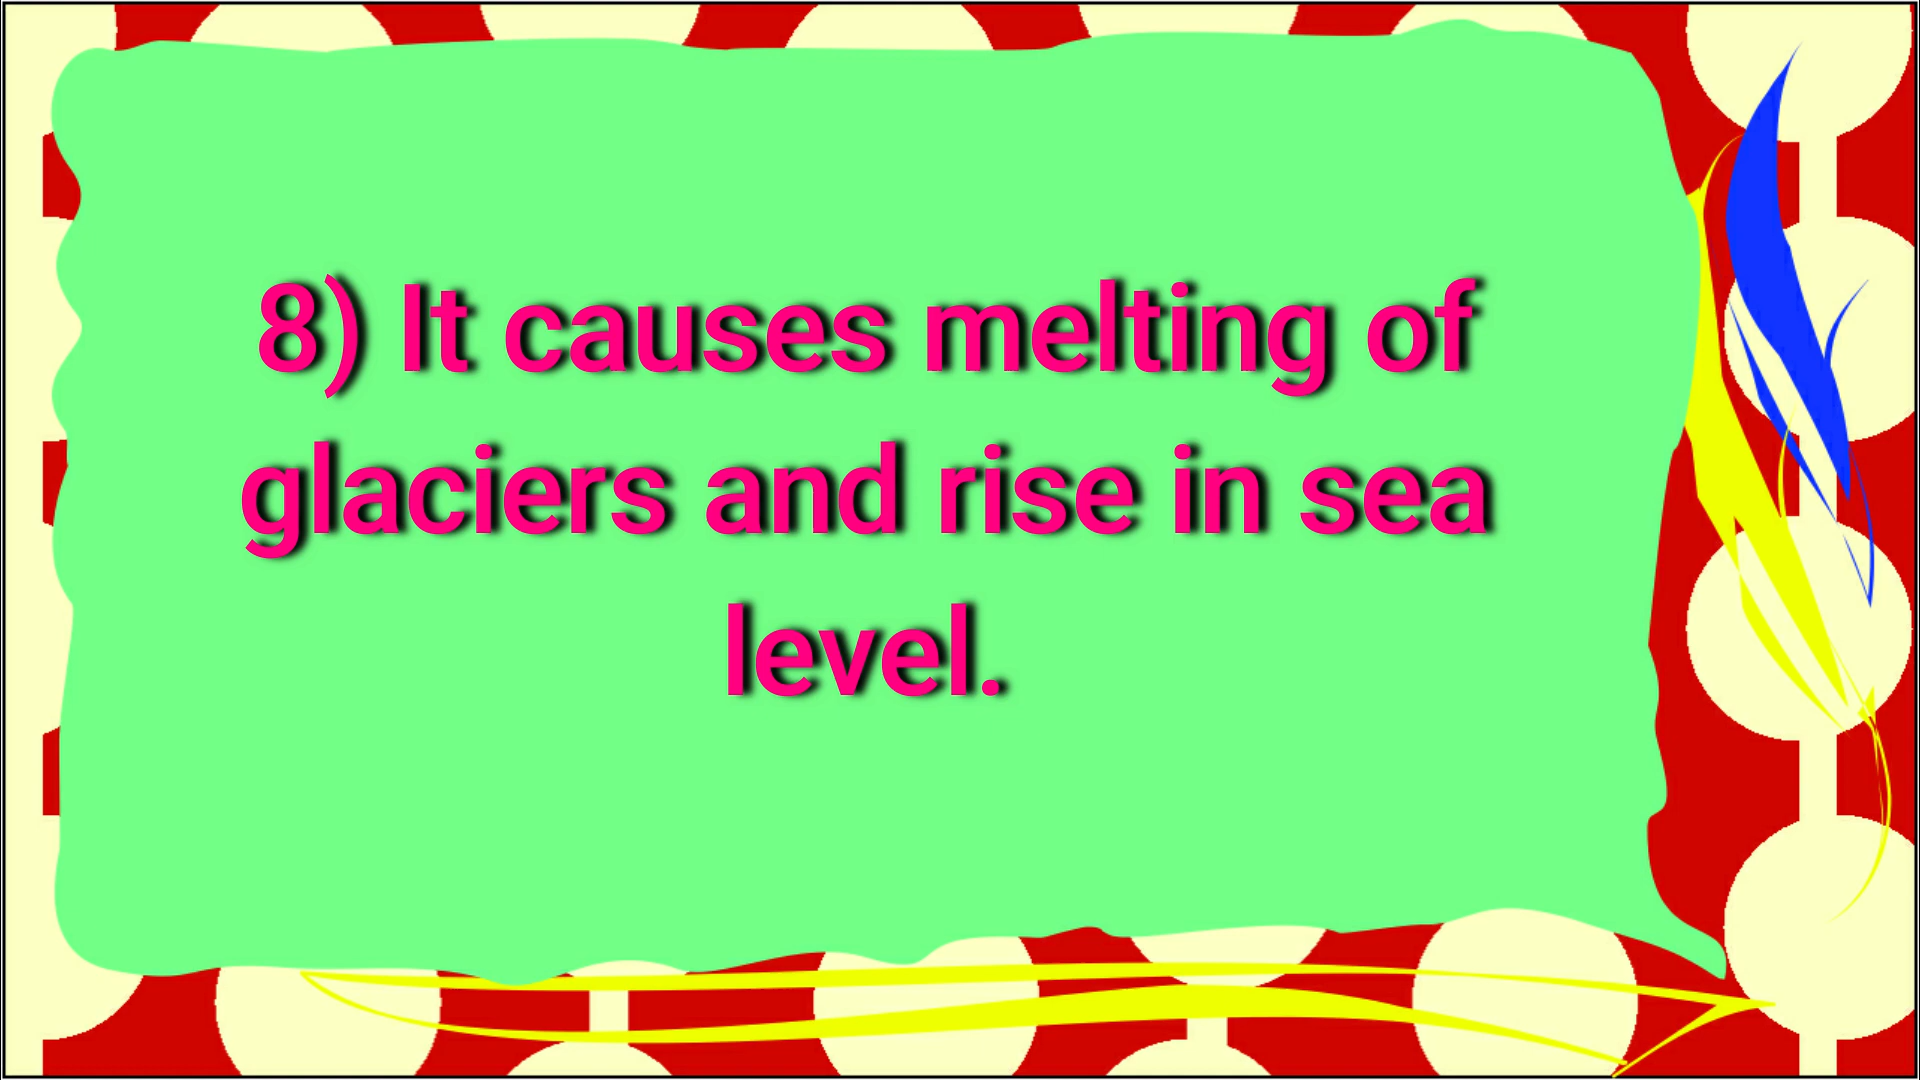 8) It causes melting of
glaciers and rise in sea
level.